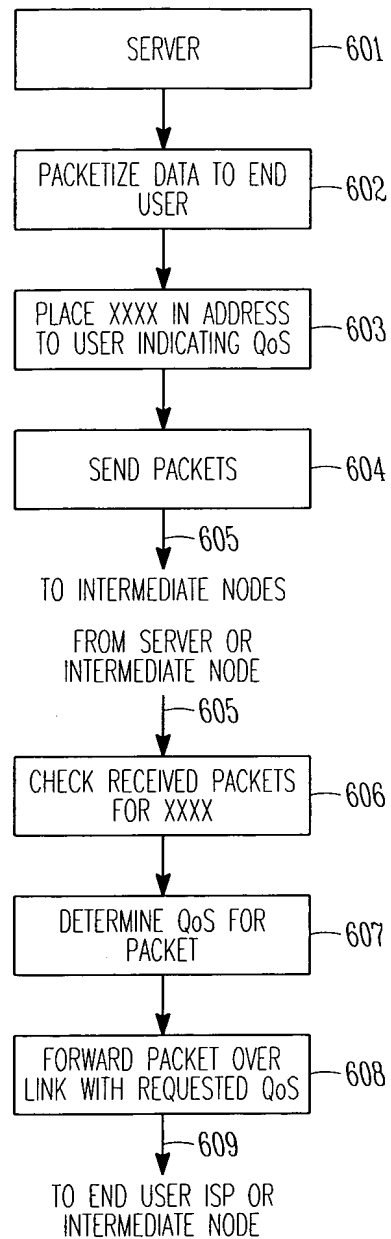 SERVER
601
PACKETIZE DATA TO END
USER
602
PLACE XXXX IN ADDRESS
TO USER INDICATING QoS
603
SEND PACKETS
604
605
TO INTERMEDIATE NODES
FROM SERVER OR
INTERMEDIATE NODE
605
CHECK RECEIVED PACKETS
FOR XXXX
606
DETERMINE QoS FOR
PACKET
607
FORWARD PACKET OVER
LINK WITH REQUESTED QoS
608
609
TO END USER ISP OR
INTERMEDIATE NODE